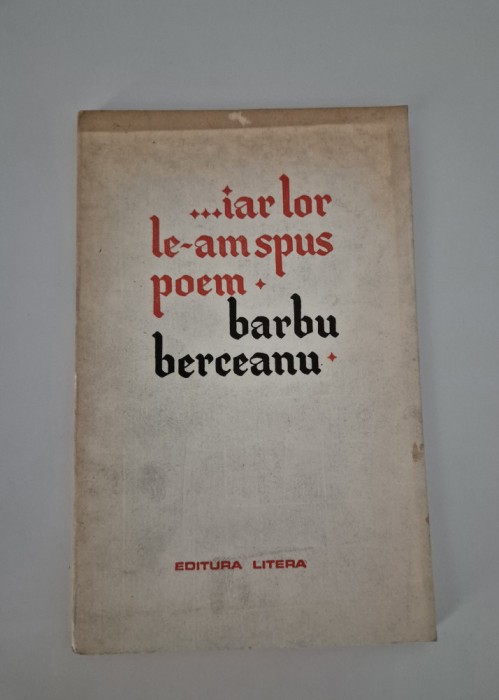 ...iar lor
le-am spus
poem
barbu
berceanu
EDITURA LITERA